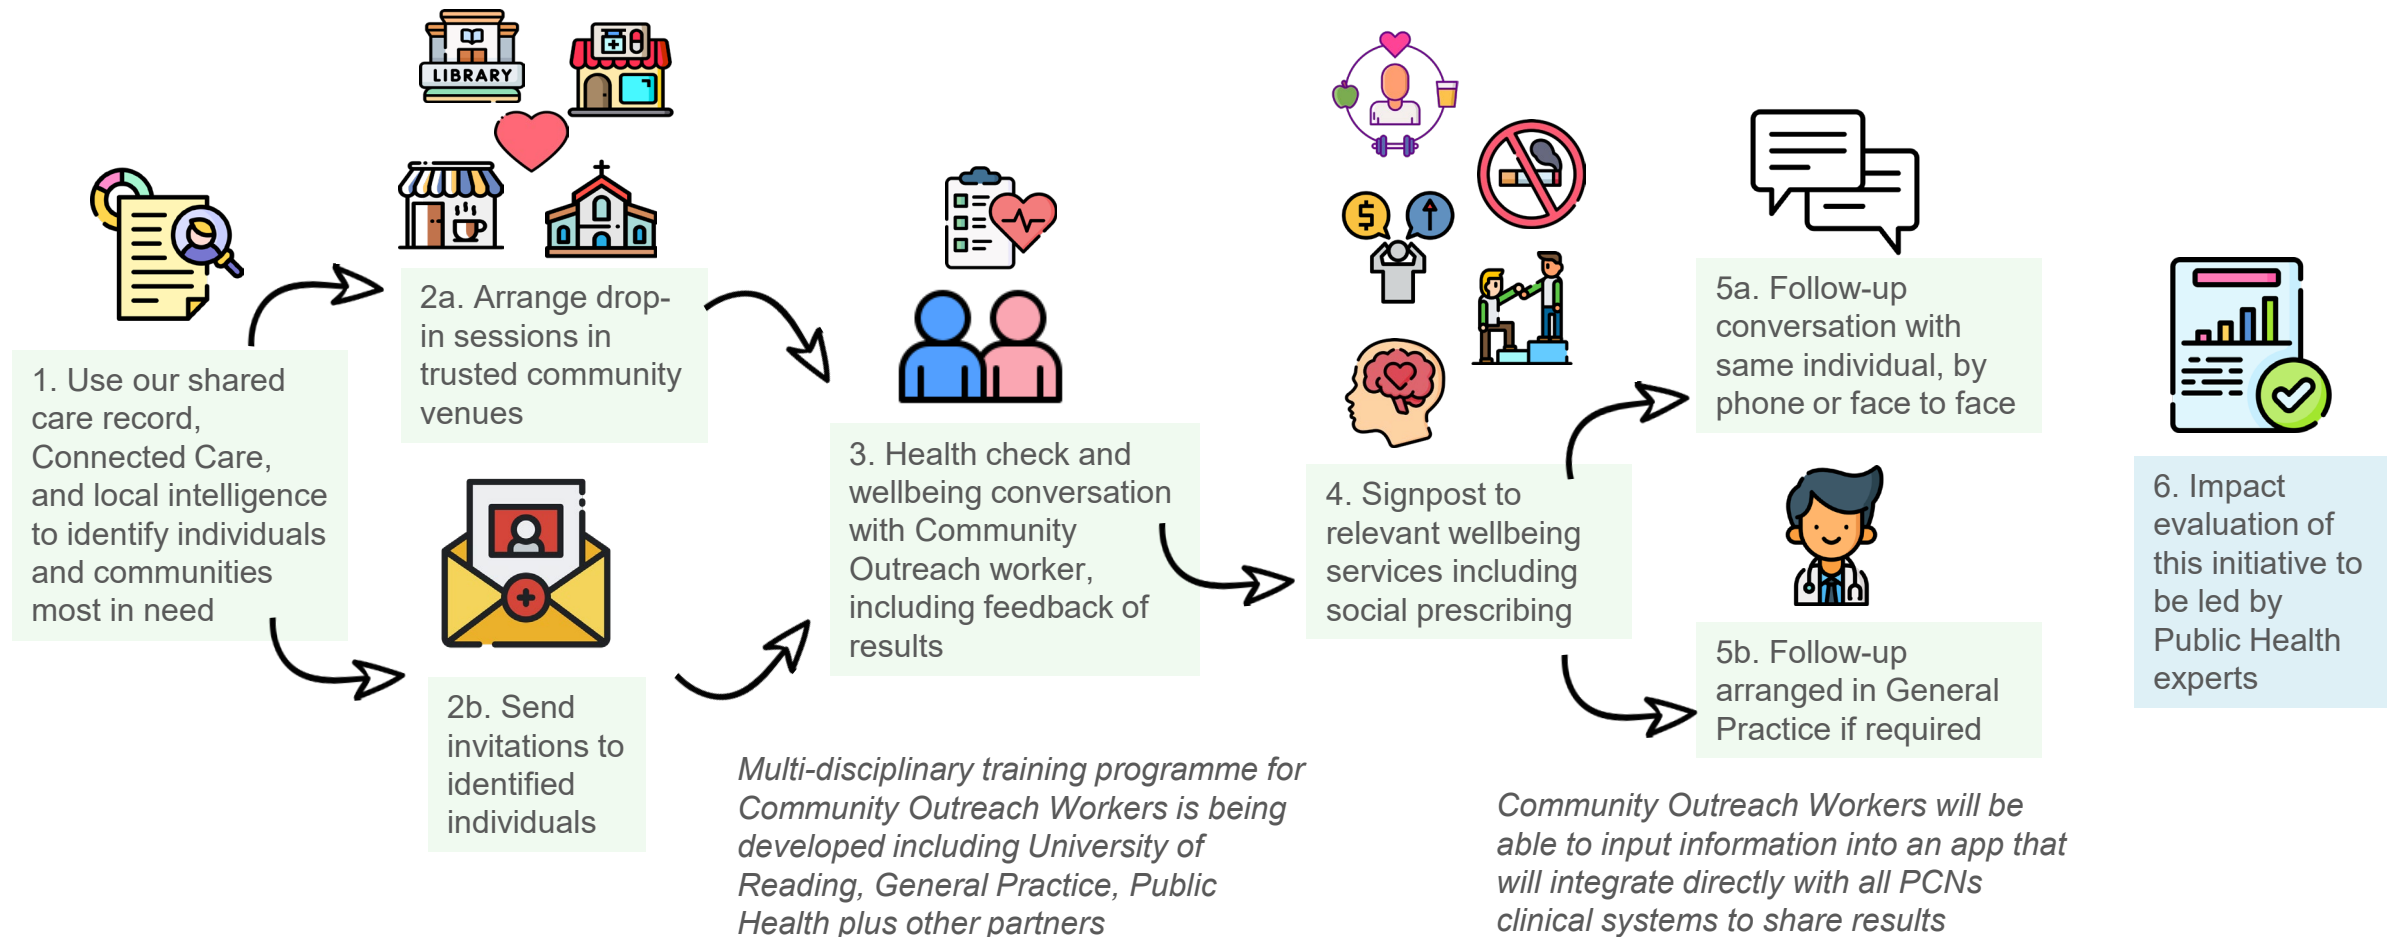 LIBRARY
1. Use our shared
care record,
Connected Care,
and local intelligence
to identify individuals
and communities
most in need
2a. Arrange drop-
in sessions in
trusted community
venues
2b. Send
invitations to
identified
individuals
3. Health check and
wellbeing conversation
with Community
Outreach worker,
including feedback of
results
Multi-disciplinary training programme for
Community Outreach Workers is being
developed including University of
Reading, General Practice, Public
Health plus other partners
$
4. Signpost to
relevant wellbeing
services including
social prescribing
5a. Follow-up
conversation with
same individual, by
phone or face to face
5b. Follow-up
arranged in General
Practice if required
Community Outreach Workers will be
able to input information into an app that
will integrate directly with all PCNs
clinical systems to share results
6. Impact
evaluation of
this initiative to
be led by
Public Health
experts